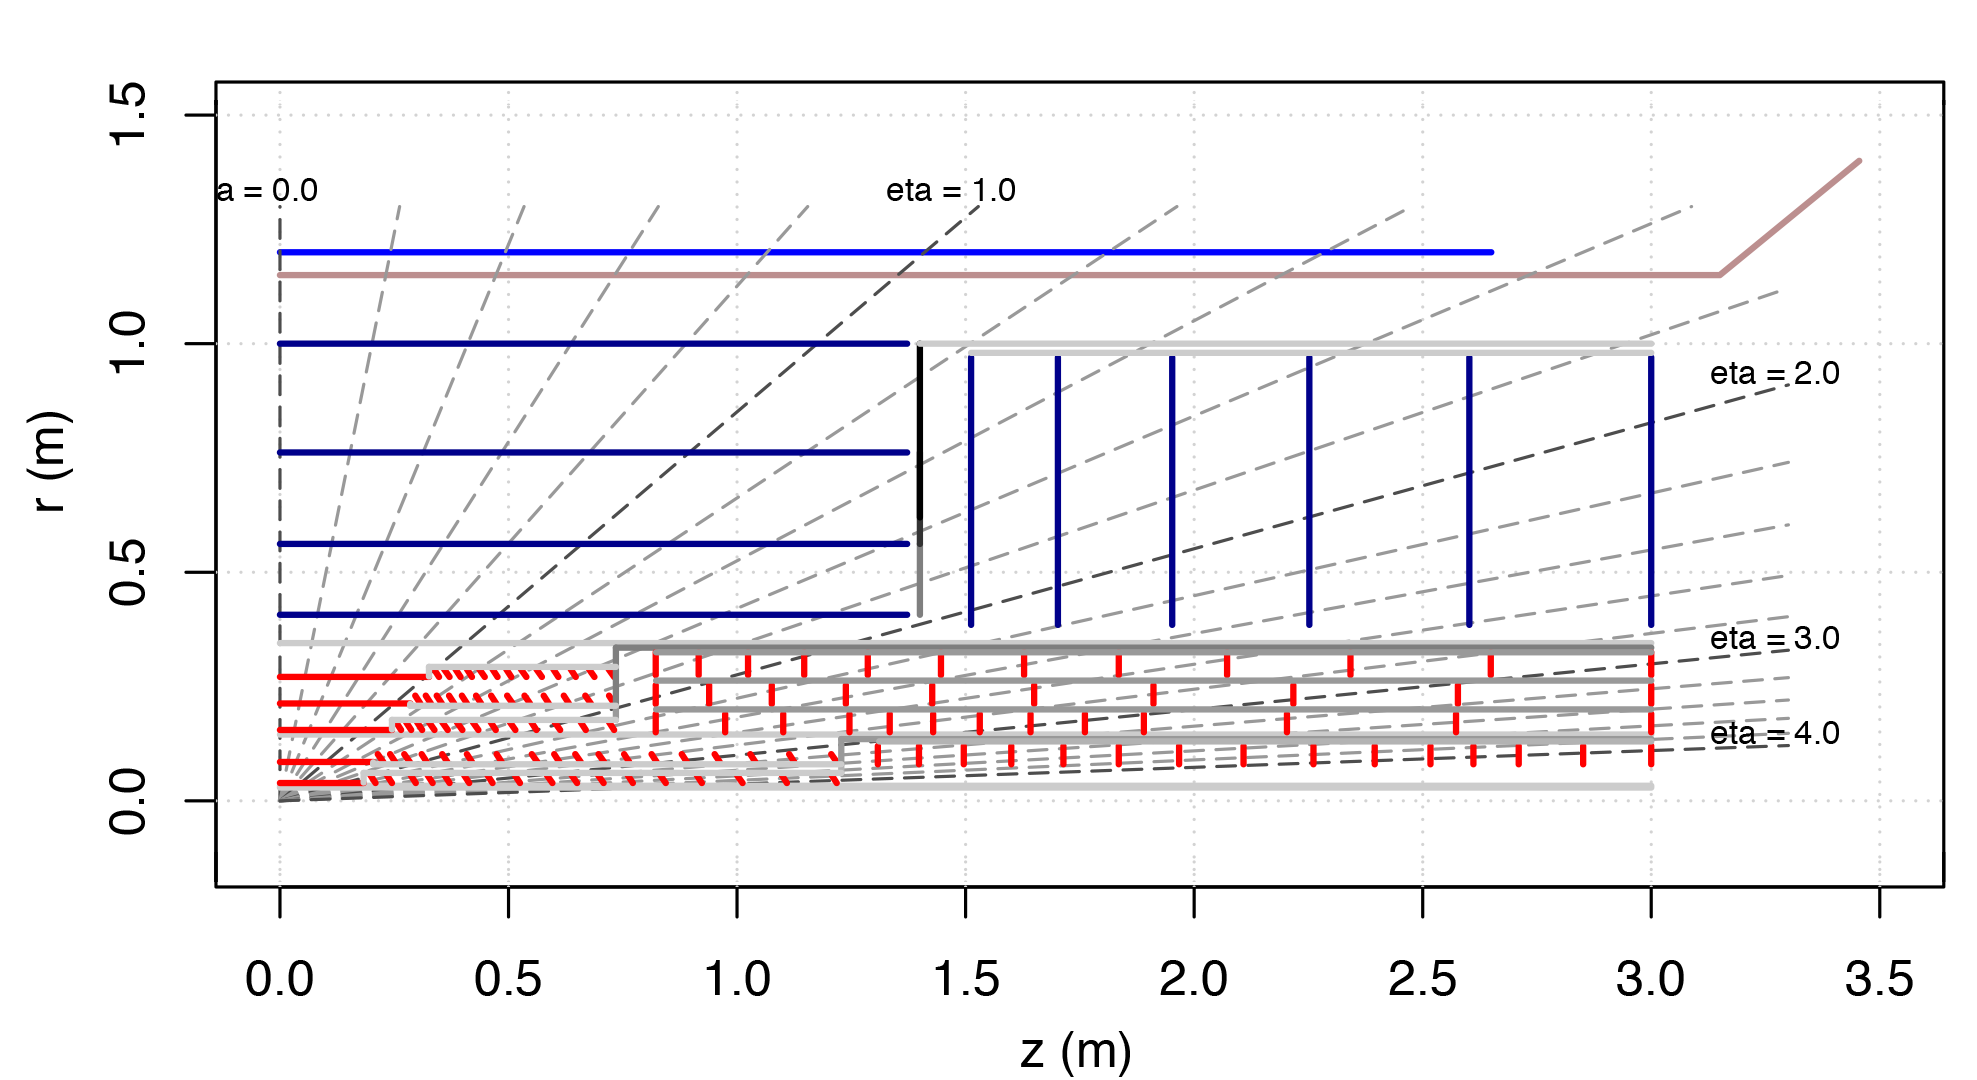 1.5
a = 0.0
eta = 1.0
1.0
eta = 2.0
r (m)
0.5
eta = 3.0
eta = 4.0
0.0
0.0 0.5 1.0 1.5 2.0 2.5 3.0 3.5
z (m)